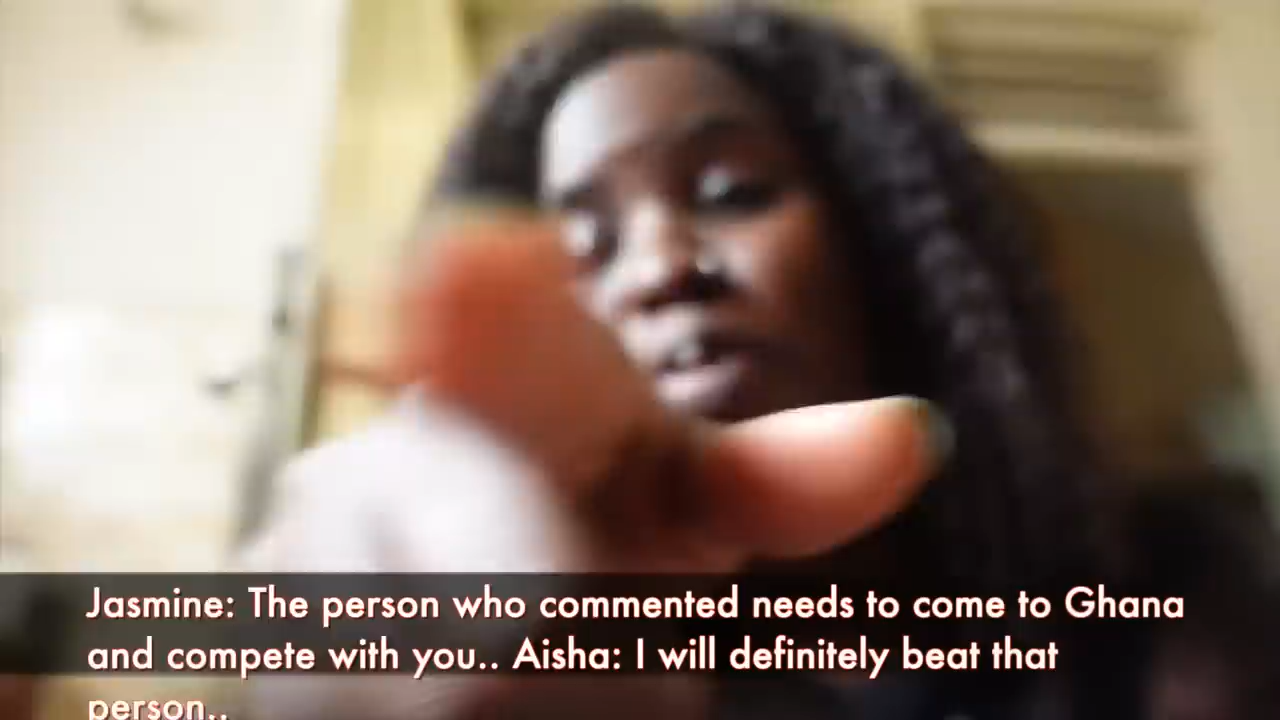 Jasmine: The person who commented needs to come to Ghana
and compete with you.. Aisha: I will definitely beat that
person..